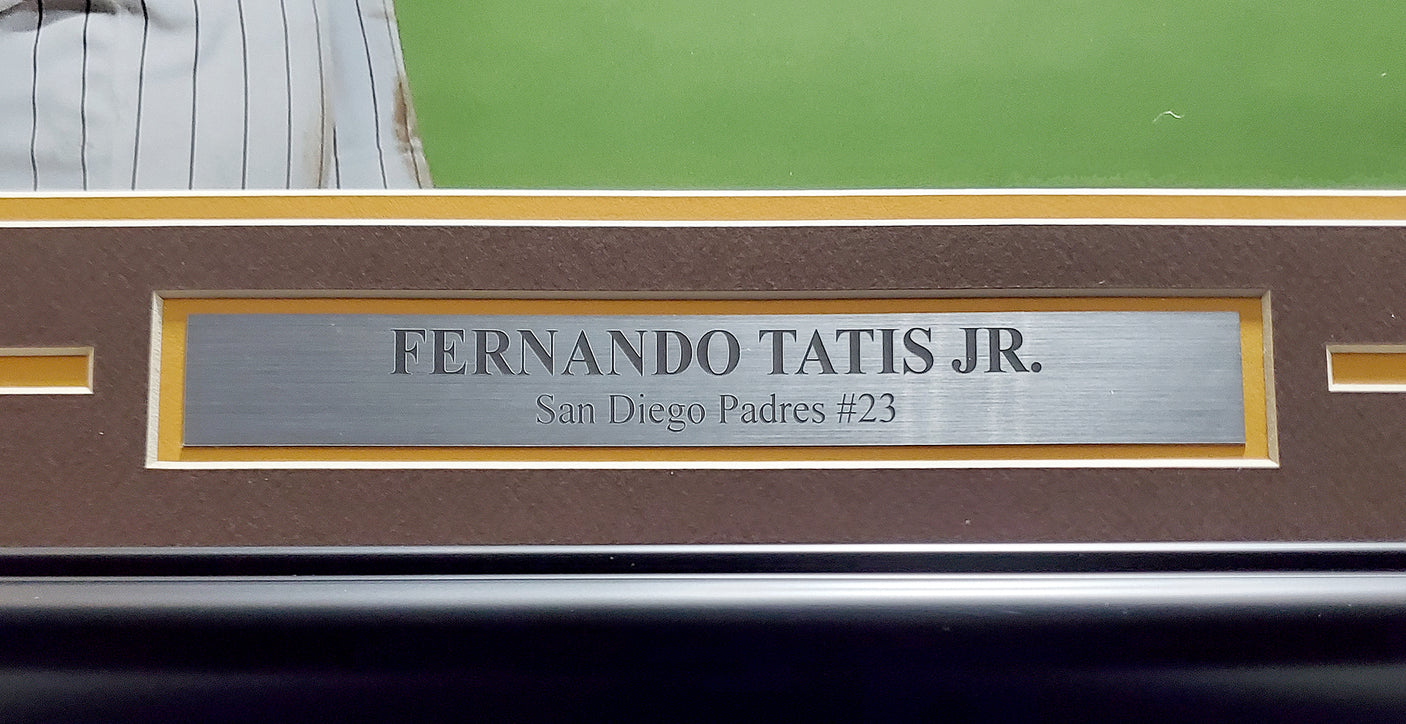 FERNANDO TATIS JR.
San Diego Padres #23